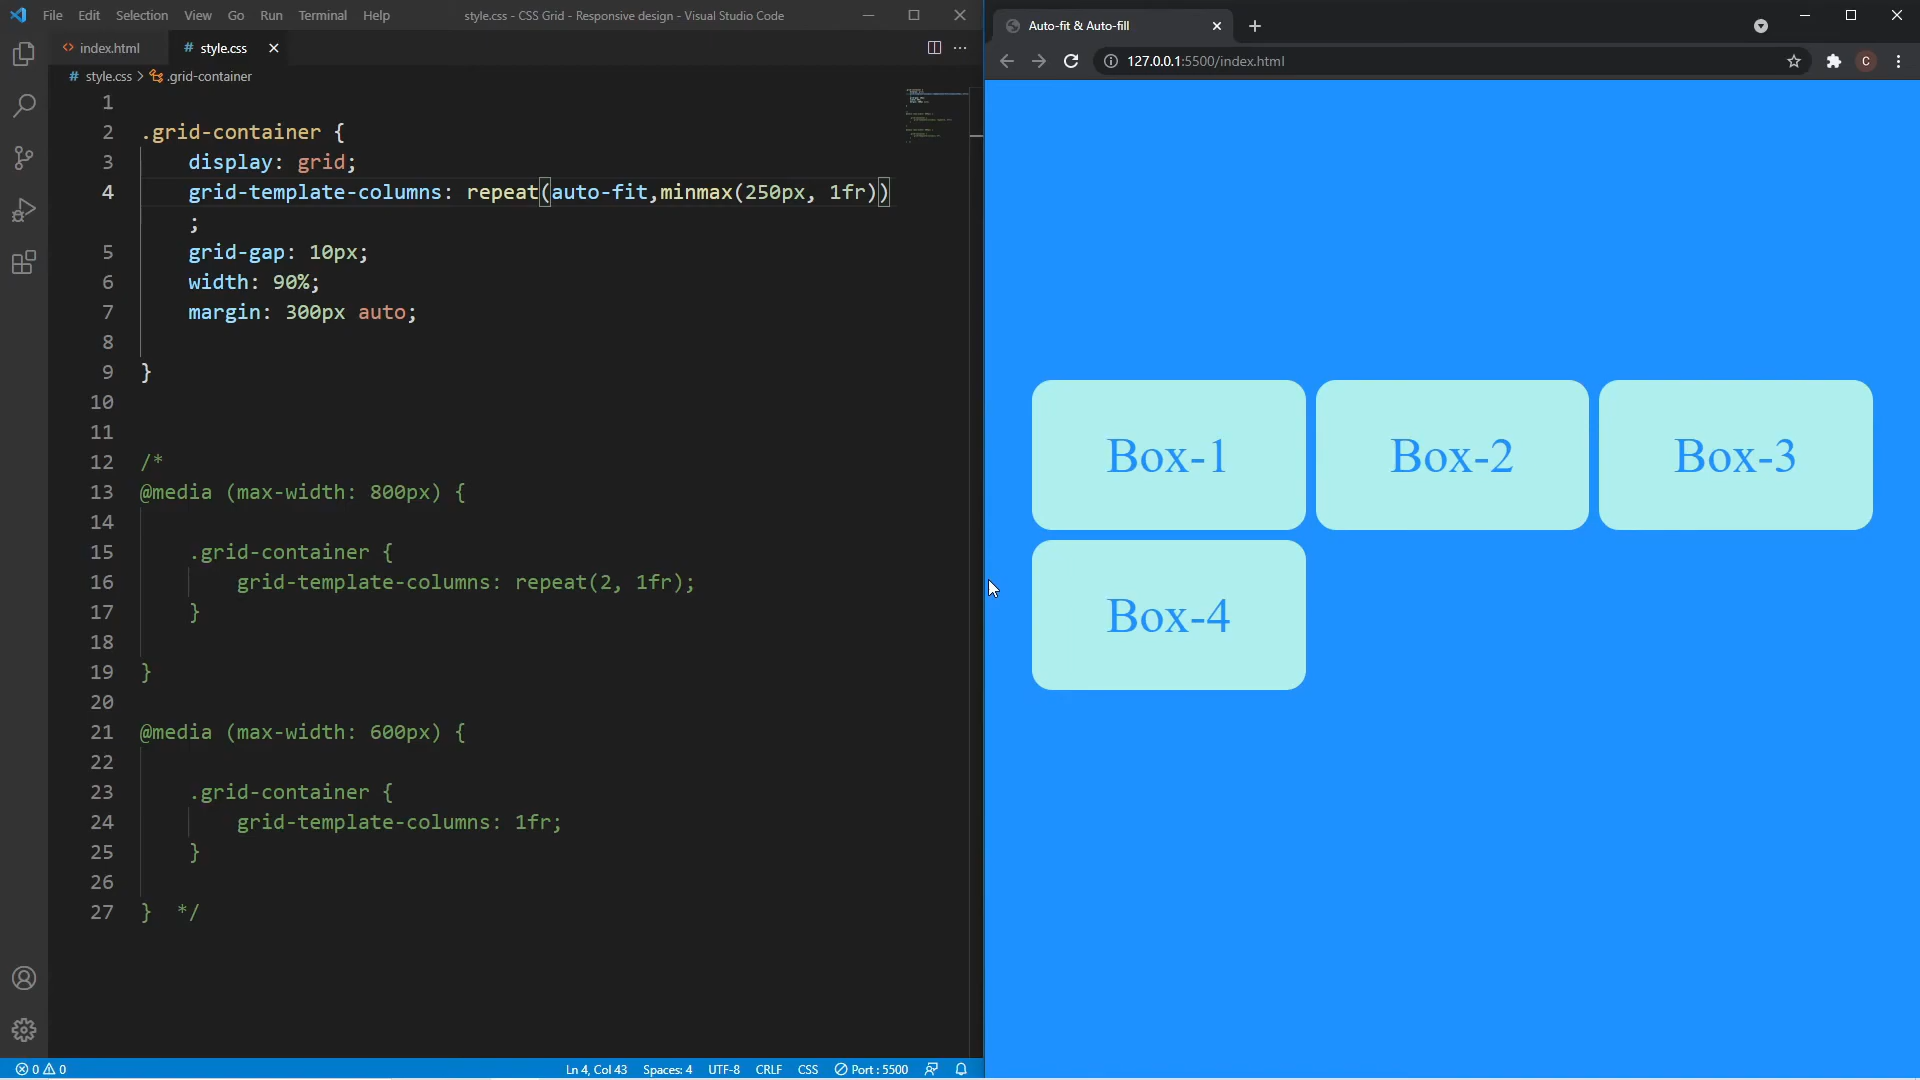 File Edit Selection View Go Run Terminal Help
style.css - CSS Grid - Responsive design - Visual Studio Code
index.html
# style.css
# style.css > .grid-container
1
2 .grid-container {
3 display: grid;
4 grid-template-columns: repeat(auto-fit,minmax(250px, 1fr))
;
5 grid-gap: 10px;
6 width: 90%;
7 margin: 300px auto;
8
9 }
10
11
12 /*
13 @media (max-width: 800px) {
14
15 .grid-container {
16 grid-template-columns: repeat(2, 1fr);
17 }
18
19 }
20
21 @media (max-width: 600px) {
22
23 .grid-container {
24 grid-template-columns: 1fr;
25 }
26
27 } */
0 0
Ln 4, Col 43 Spaces: 4 UTF-8 CRLF CSS Port : 5500
Auto-fit & Auto-fill
127.0.0.1:5500/index.html
C
Box-1
Box-2
Box-3
Box-4